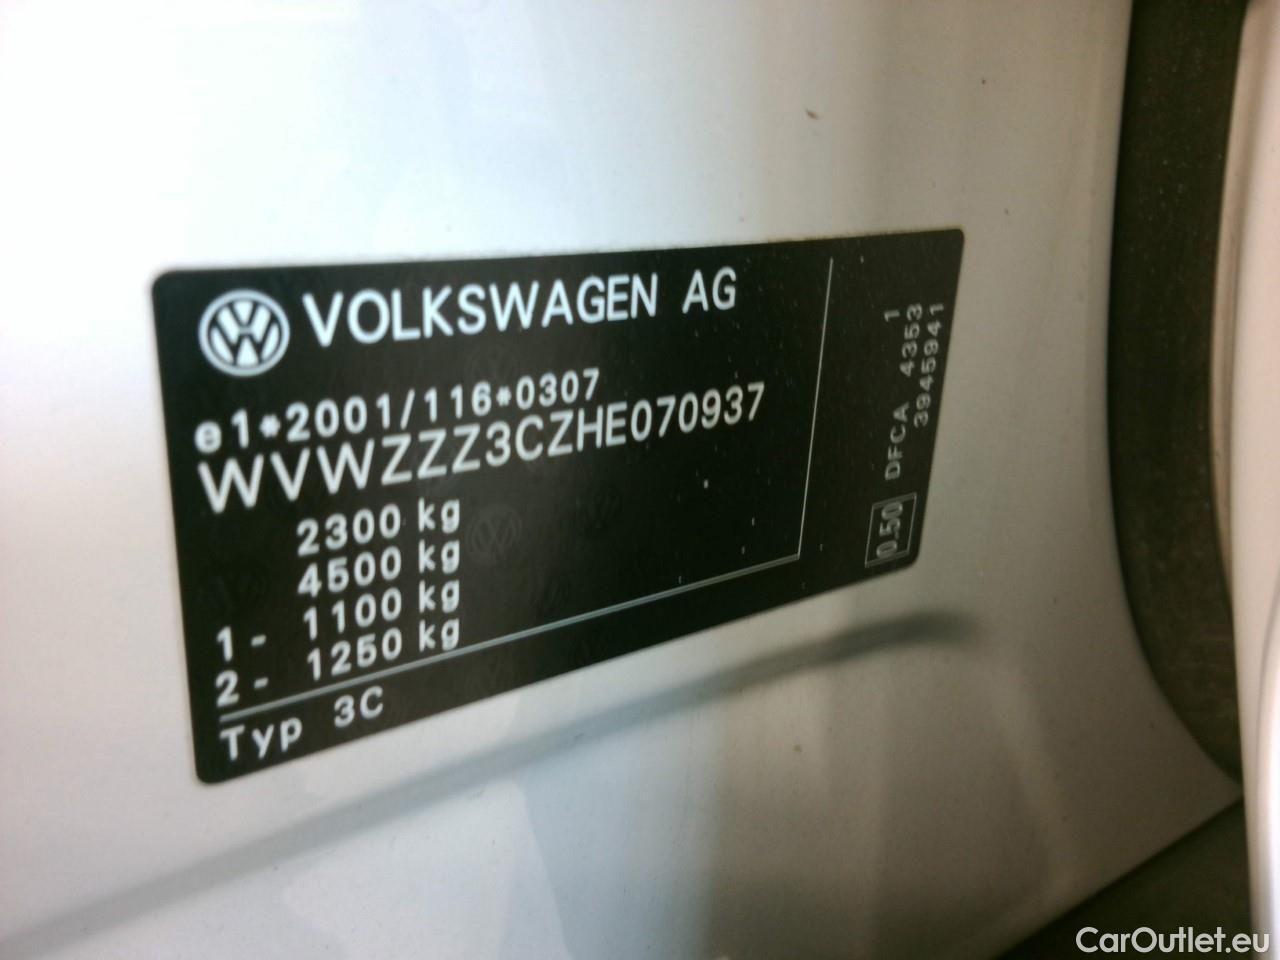 VOLKSWAGEN AG
e1*2001/116*0307
WVWZZZ3CZHE070937
2300 kg
4500 kg
1- 1100 kg
2- 1250 kg
Typ 3C
1
DFCA 4353
3945941
0.50
CarOutlet.eu